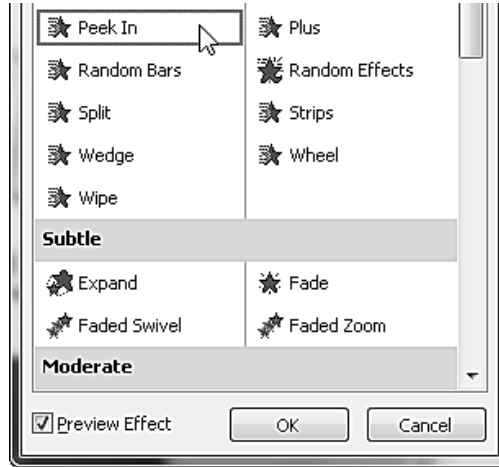 Peek In Plus
Random Bars Random Effects
Split Strips
Wedge Wheel
Wipe
Subtle
Expand Fade
Faded Swivel Faded Zoom
Moderate
Preview Effect OK Cancel